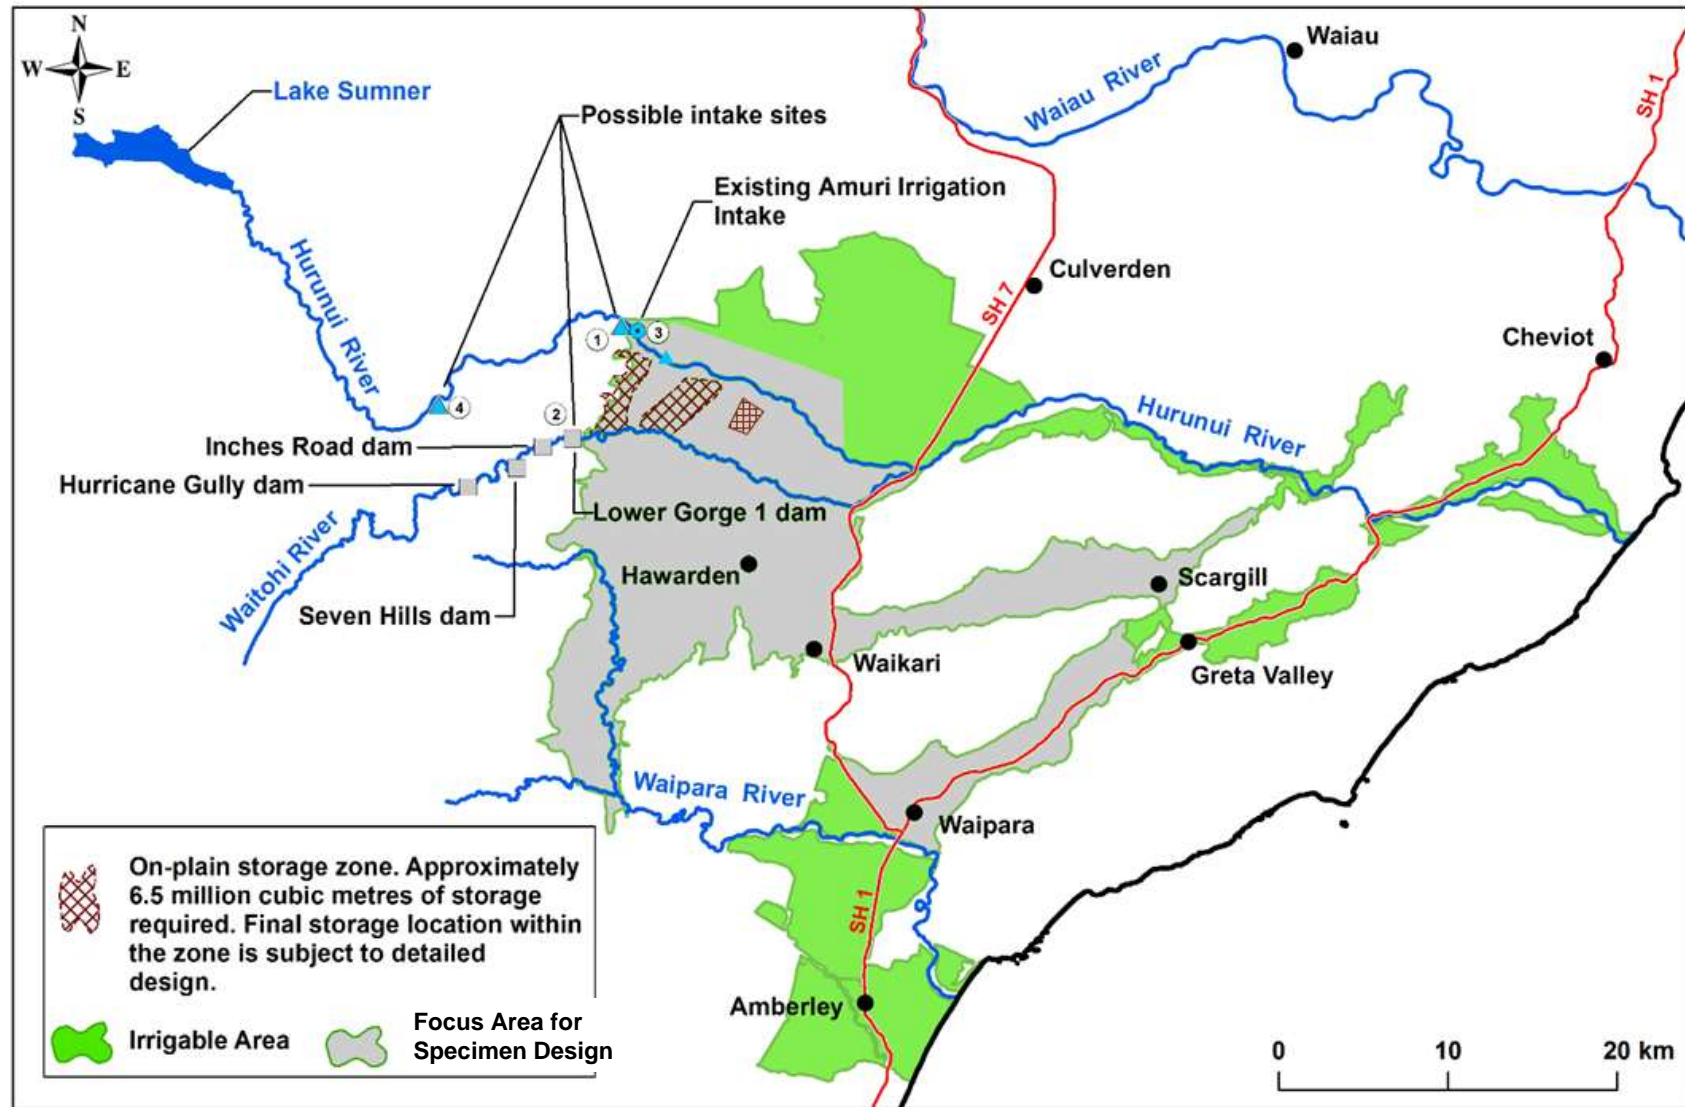 N
W E
S
Lake Sumner
Possible intake sites
Existing Amuri Irrigation
Intake
Waiau
Waiau River
SH 1
Culverden
SH 7
Cheviot
Hurunui River
1
3
4
2
Hurunui River
Inches Road dam
Hurricane Gully dam
Lower Gorge 1 dam
Waitohi River
Seven Hills dam
Hawarden
Scargill
Waikari
Greta Valley
Waipara River
Waipara
SH 1
Amberley
On-plain storage zone. Approximately
6.5 million cubic metres of storage
required. Final storage location within
the zone is subject to detailed
design.
Irrigable Area
Focus Area for
Specimen Design
0 10 20 km